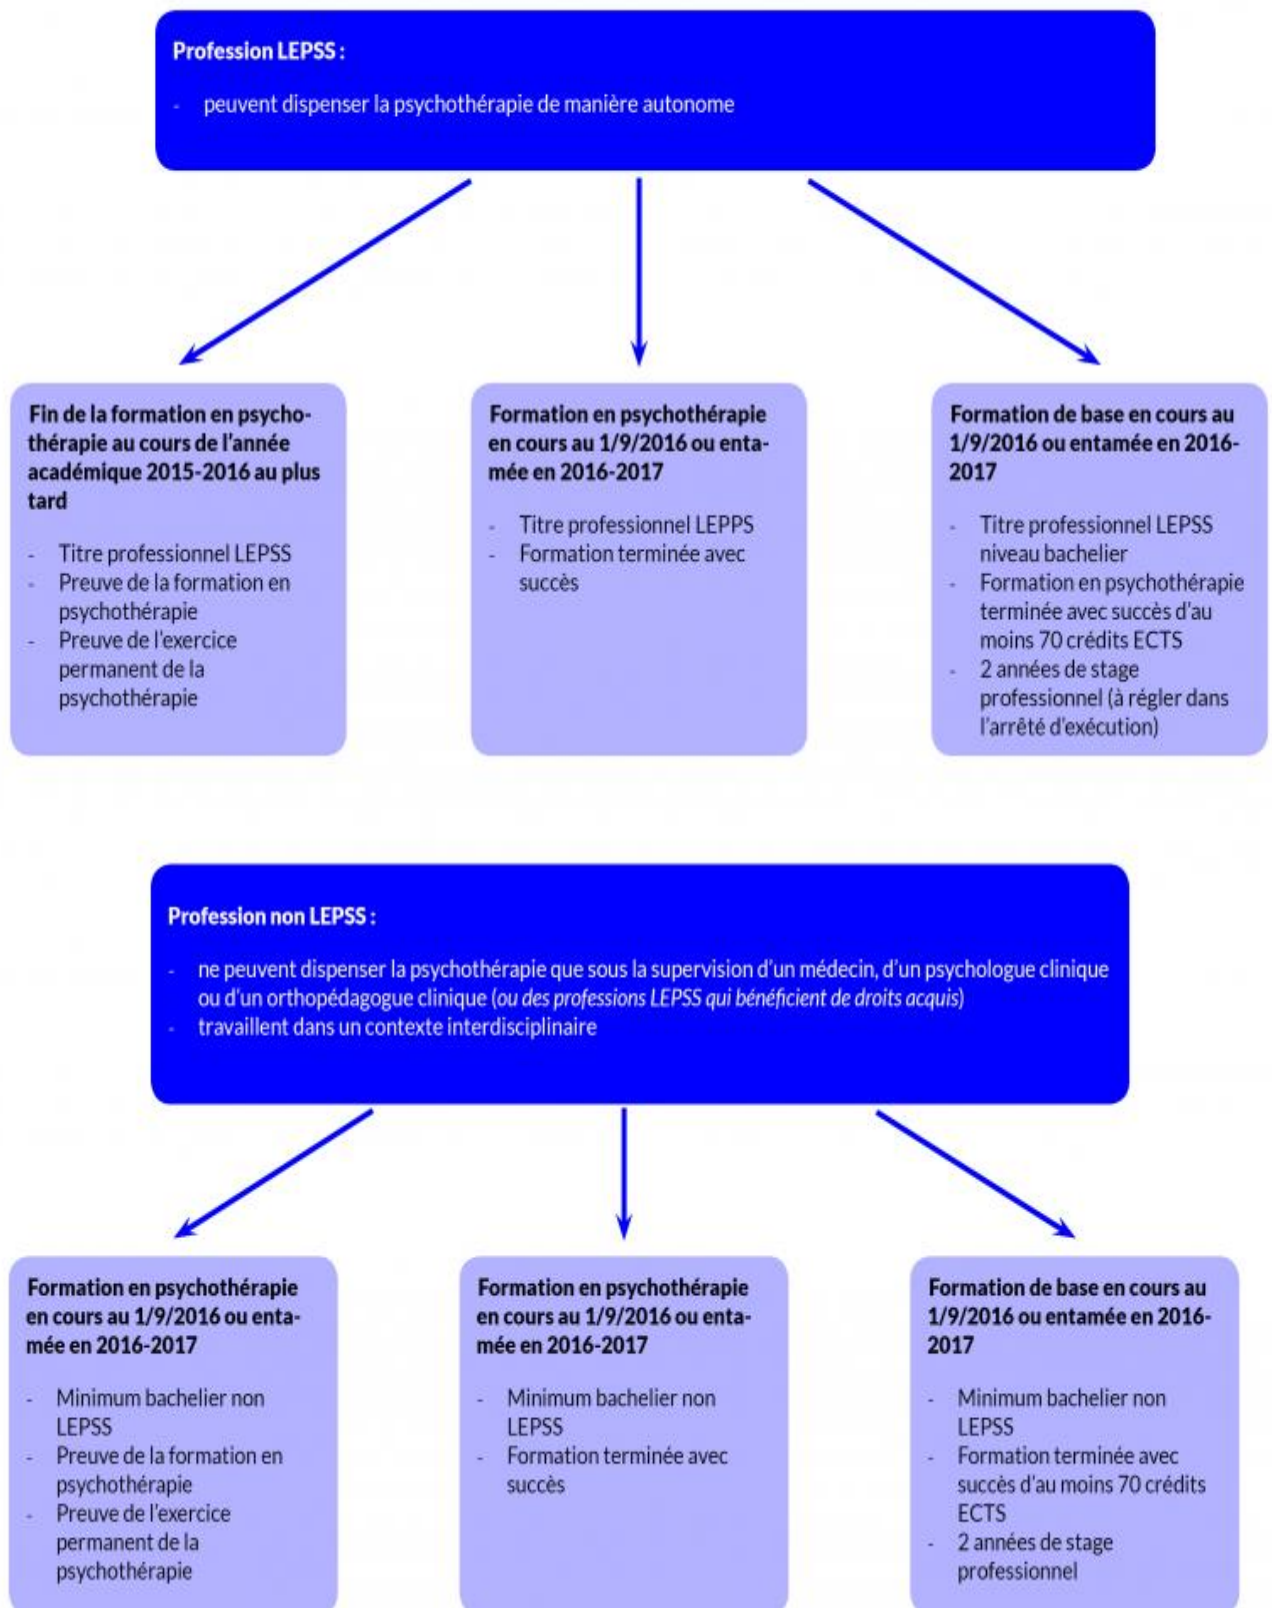 Profession LEPSS :
- peuvent dispenser la psychothérapie de manière autonome
Fin de la formation en psycho-
thérapie au cours de l'année
académique 2015-2016 au plus
tard
- Titre professionnel LEPSS
- Preuve de la formation en
psychothérapie
- Preuve de l'exercice
permanent de la
psychothérapie
Formation en psychothérapie
en cours au 1/9/2016 ou enta-
mée en 2016-2017
- Titre professionnel LEPPS
- Formation terminée avec
succès
Formation de base en cours au
1/9/2016 ou entamée en 2016-
2017
- Titre professionnel LEPSS
niveau bachelier
- Formation en psychothérapie
terminée avec succès d'au
moins 70 crédits ECTS
- 2 années de stage
professionnel (à régler dans
l'arrêté d'exécution)
Profession non LEPSS :
- ne peuvent dispenser la psychothérapie que sous la supervision d'un médecin, d'un psychologue clinique
ou d'un orthopédagogue clinique (ou des professions LEPSS qui bénéficient de droits acquis)
- travaillent dans un contexte interdisciplinaire
Formation en psychothérapie
en cours au 1/9/2016 ou enta-
mée en 2016-2017
- Minimum bachelier non
LEPSS
- Preuve de la formation en
psychothérapie
- Preuve de l'exercice
permanent de la
psychothérapie
Formation en psychothérapie
en cours au 1/9/2016 ou enta-
mée en 2016-2017
- Minimum bachelier non
LEPSS
- Formation terminée avec
succès
Formation de base en cours au
1/9/2016 ou entamée en 2016-
2017
- Minimum bachelier non
LEPSS
- Formation terminée avec
succès d'au moins 70 crédits
ECTS
- 2 années de stage
professionnel